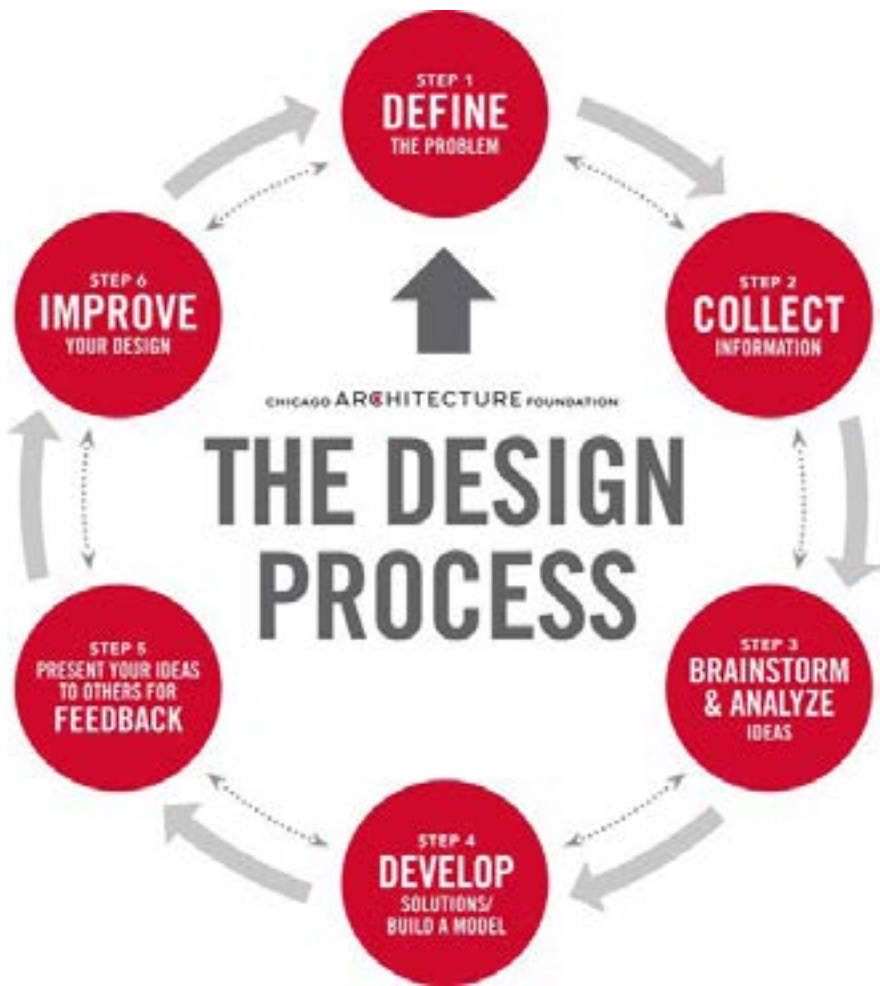 STEP 1
DEFINE
THE PROBLEM
STEP 2
COLLECT
INFORMATION
STEP 3
BRAINSTORM
& ANALYZE
IDEAS
STEP 4
DEVELOP
SOLUTIONS/
BUILD A MODEL
STEP 5
PRESENT YOUR IDEAS
TO OTHERS FOR
FEEDBACK
STEP 6
IMPROVE
YOUR DESIGN
CHICAGO ARCHITECTURE FOUNDATION
THE DESIGN
PROCESS